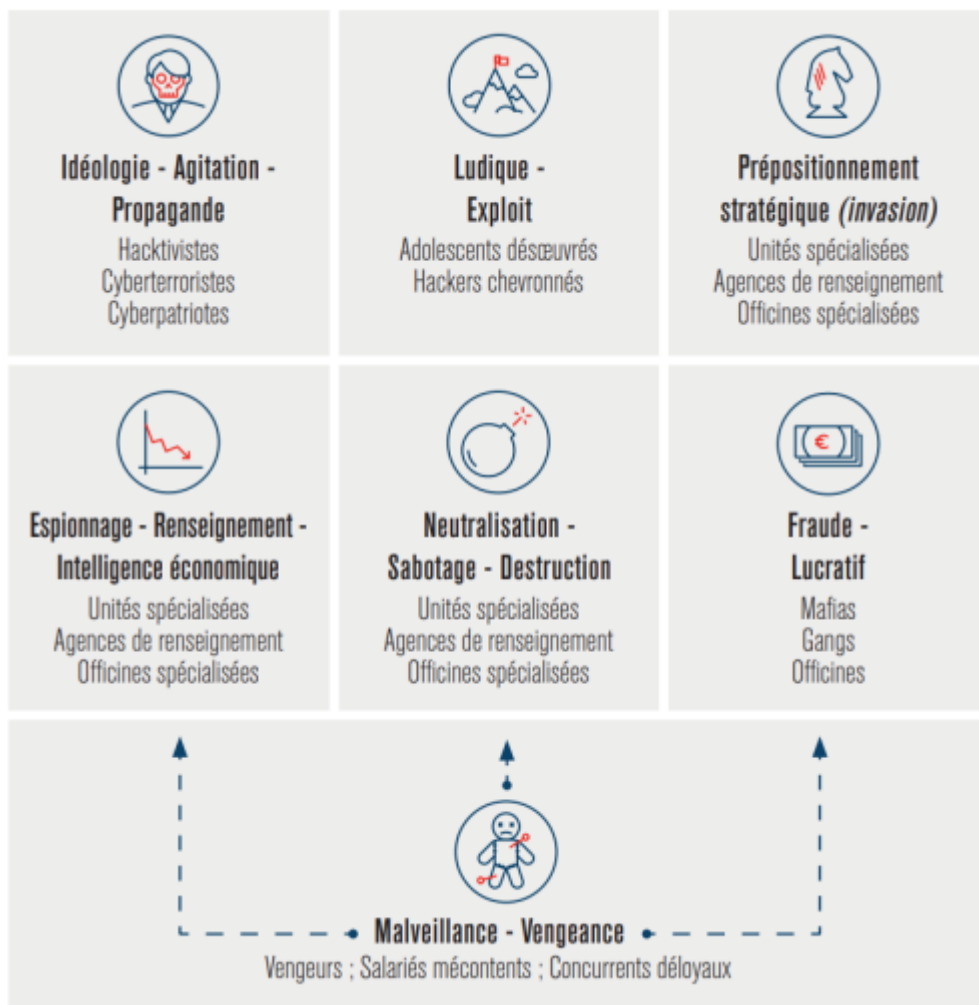 Idéologie - Agitation -
Propagande
Hacktivistes
Cyberterroristes
Cyberpatriotes
Ludique -
Exploit
Adolescents désœuvrés
Hackers chevronnés
Prépositionnement
stratégique (invasion)
Unités spécialisées
Agences de renseignement
Officines spécialisées
Espionnage - Renseignement -
Intelligence économique
Unités spécialisées
Agences de renseignement
Officines spécialisées
Neutralisation -
Sabotage - Destruction
Unités spécialisées
Agences de renseignement
Officines spécialisées
€
Fraude -
Lucratif
Mafias
Gangs
Officines
Malveillance - Vengeance
Vengeurs ; Salariés mécontents ; Concurrents déloyaux